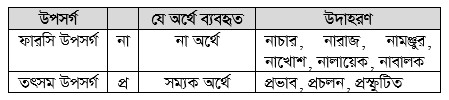 উপসর্গ যে অর্থে ব্যবহৃত উদাহরণ
ফারসি উপসর্গ না না অর্থে নাচার, নারাজ, নামঞ্জুর,
নাখোশ, নালায়েক, নাবালক
তৎসম উপসর্গ প্র সম্যক অর্থে প্রভাব, প্রচলন, প্রস্ফুটিত